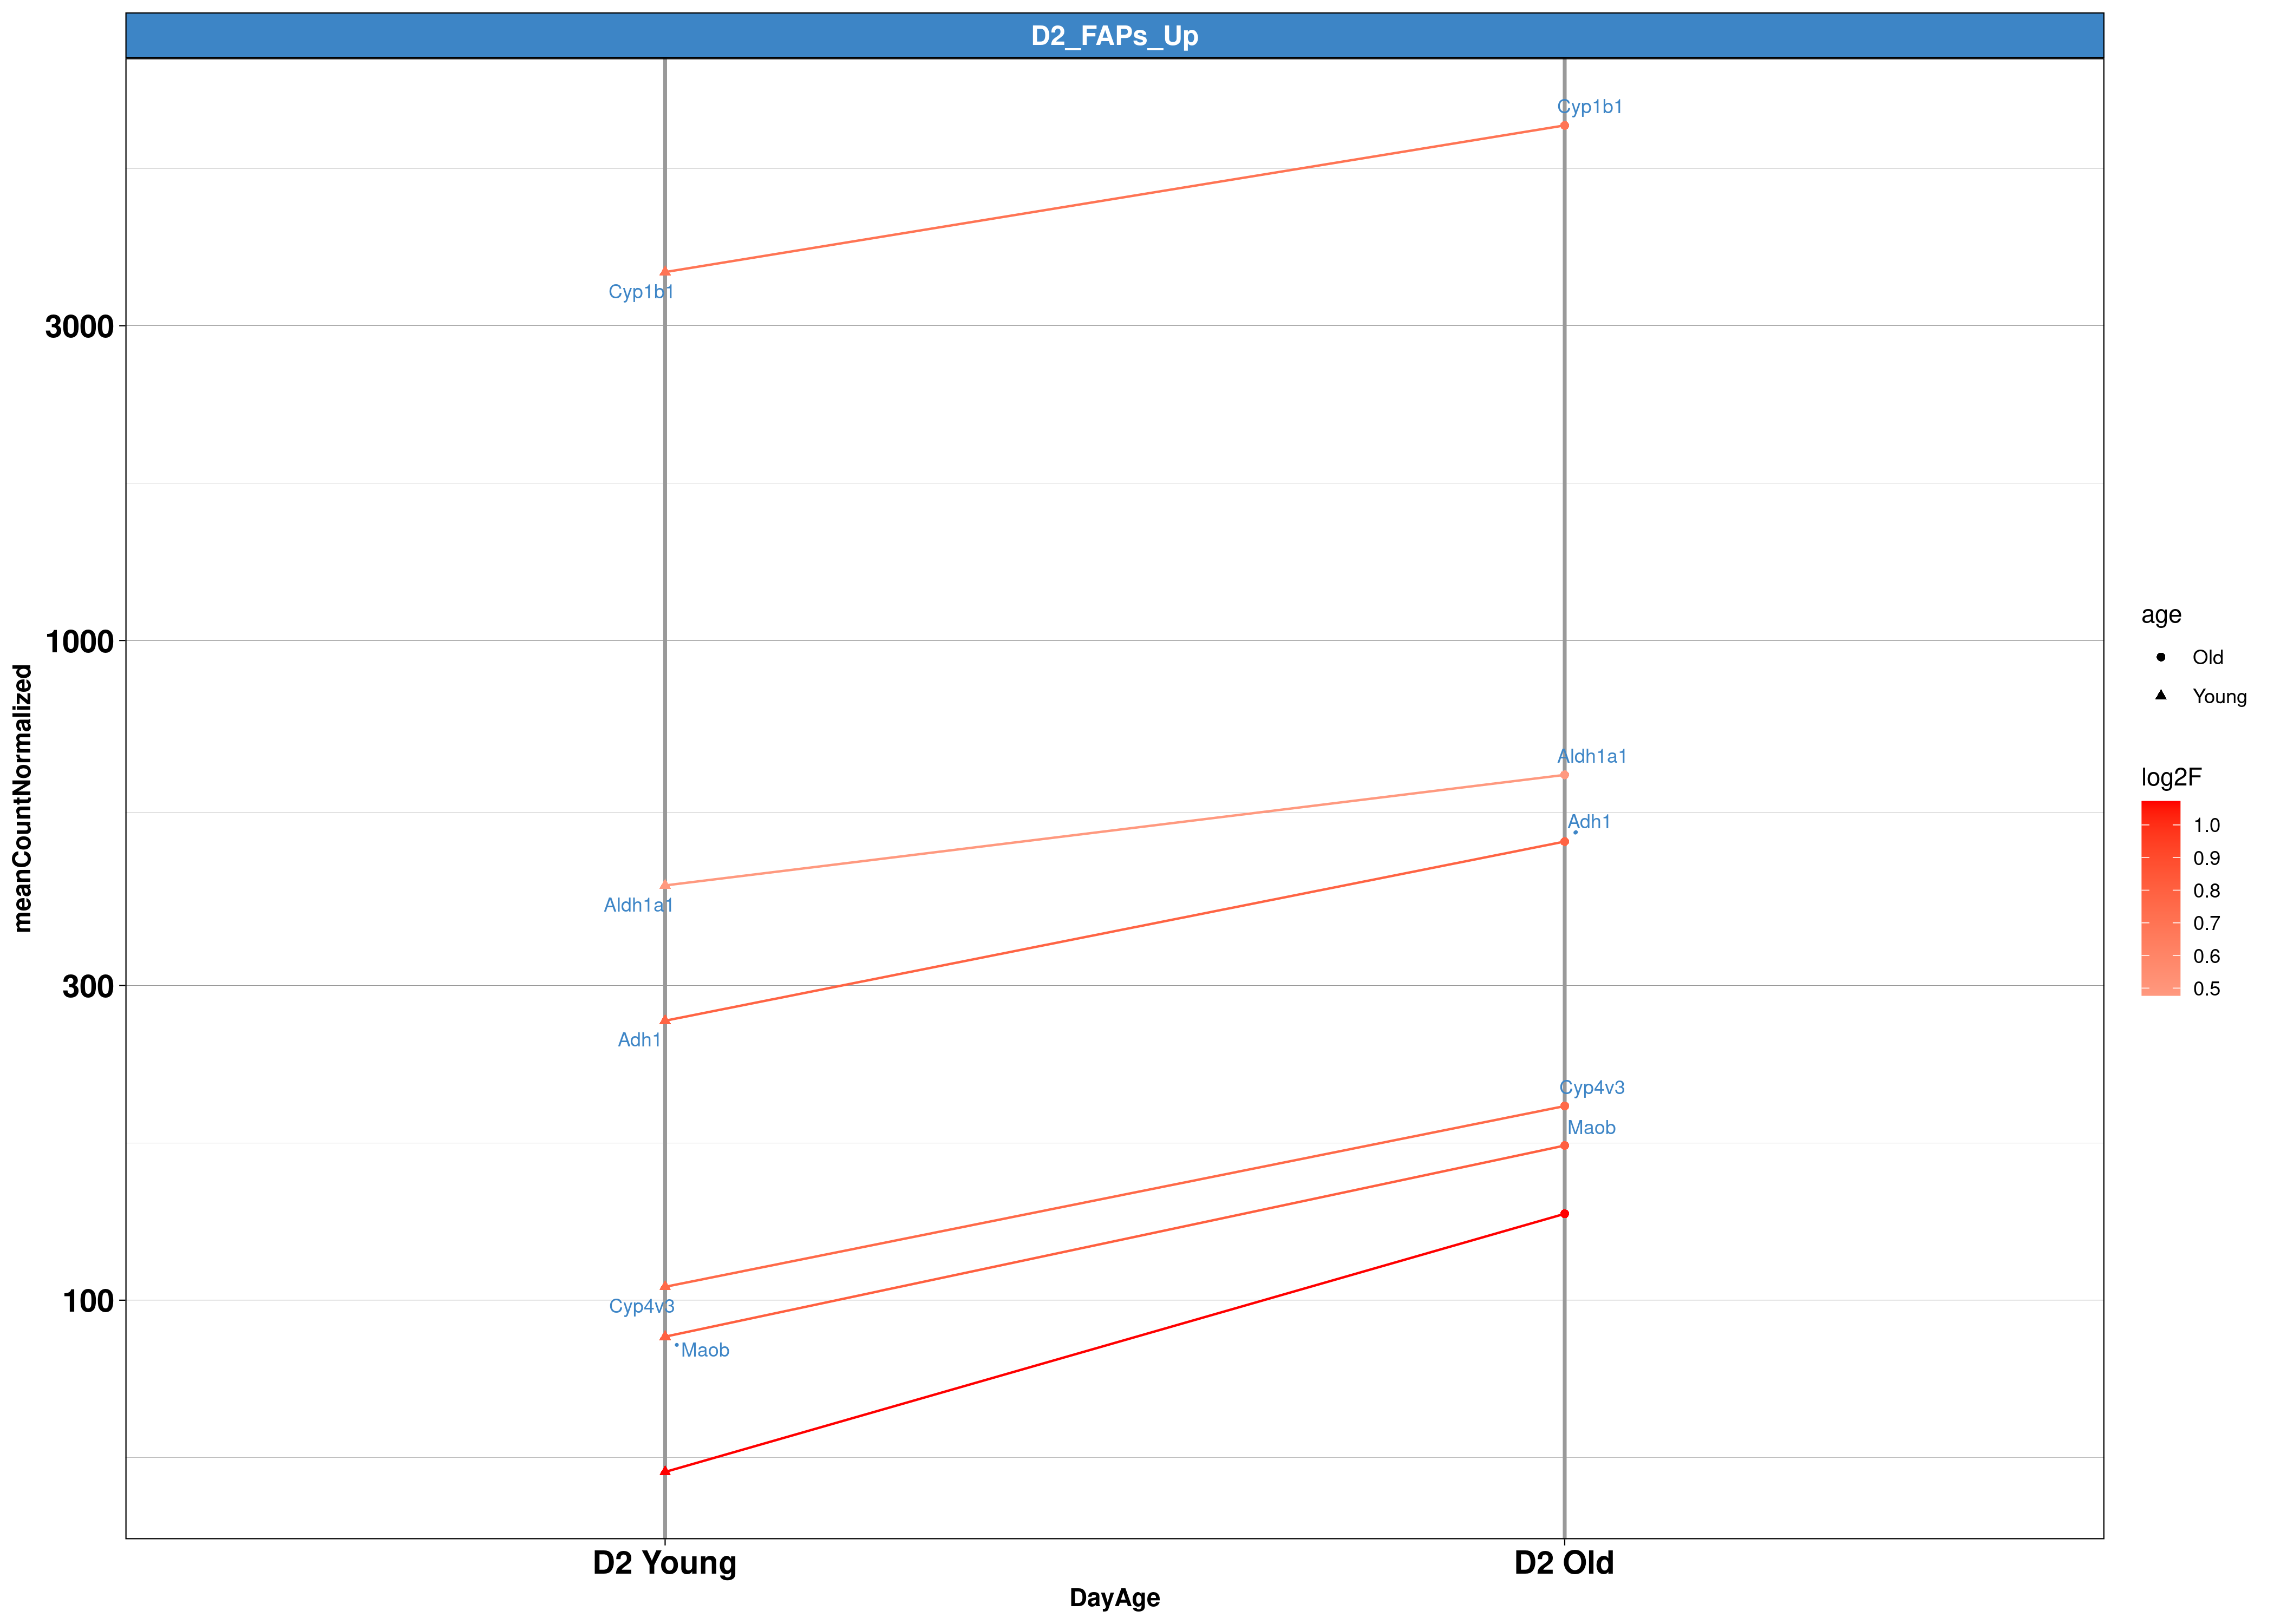 D2_FAPs_Up
Cyp1b1
Cyp1b1
3000
1000
Aldh1a1
Adh1
Aldh1a1
300
Adh1
Cyp4v3
Maob
100
Cyp4v3
Maob
meanCountNormalized
D2 Young
D2 Old
DayAge
age
Old
Young
log2F
1.0
0.9
0.8
0.7
0.6
0.5